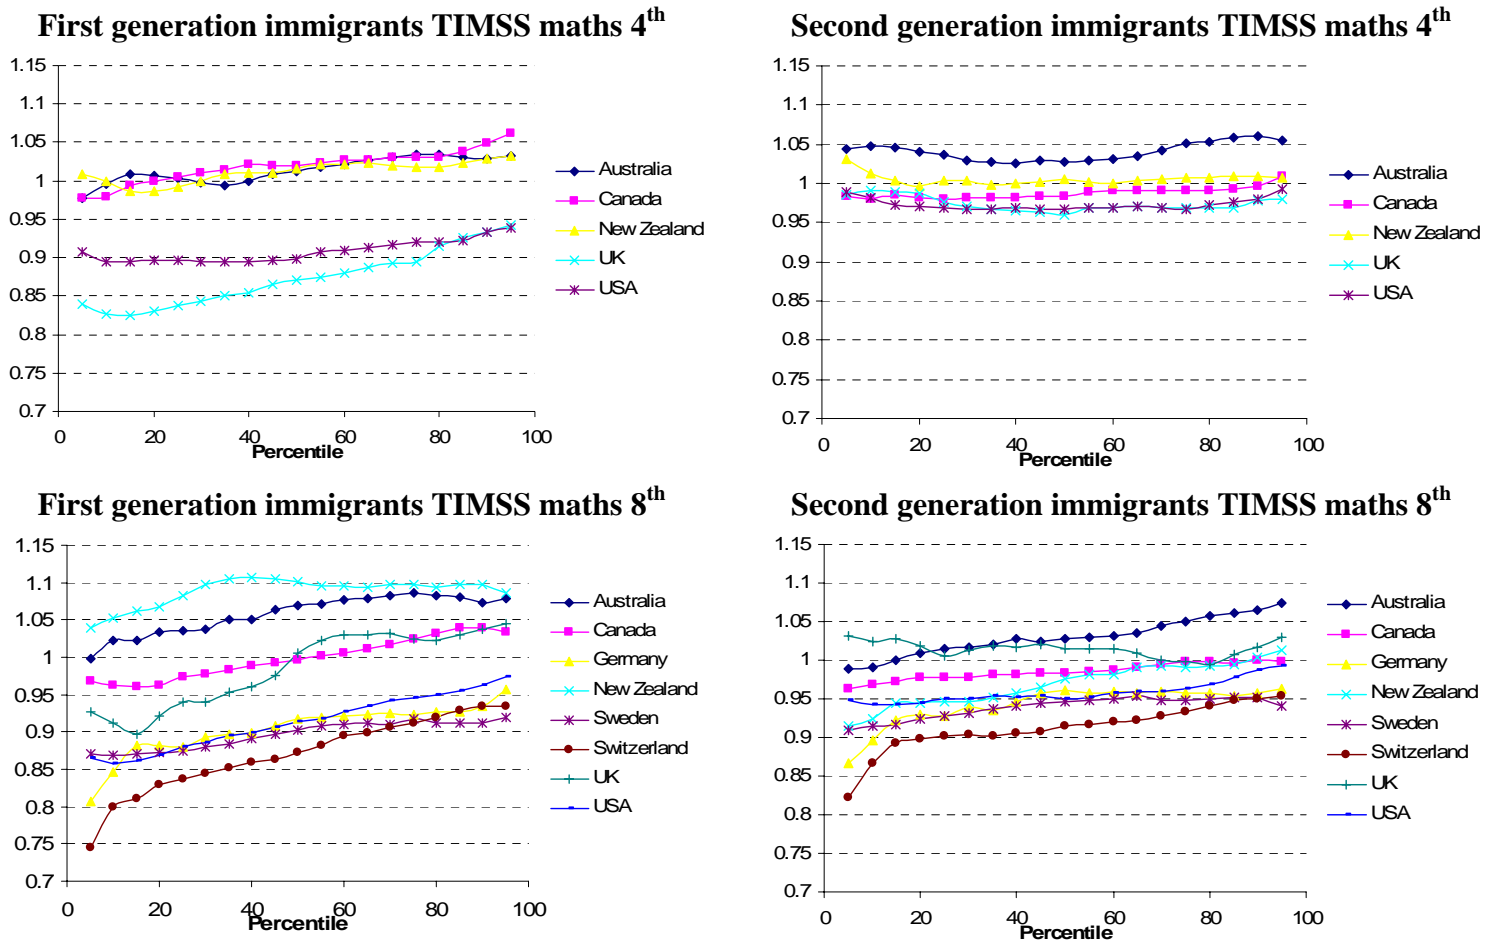 First generation immigrants TIMSS maths 4th
1.15
1.1
1.05
1
0.95
0.9
0.85
0.8
0.75
0.7
0 20 40 60 80 100
Percentile
Australia
Canada
New Zealand
UK
USA
Second generation immigrants TIMSS maths 4th
1.15
1.1
1.05
1
0.95
0.9
0.85
0.8
0.75
0.7
0 20 40 60 80 100
Percentile
Australia
Canada
New Zealand
UK
USA
First generation immigrants TIMSS maths 8th
1.15
1.1
1.05
1
0.95
0.9
0.85
0.8
0.75
0.7
0 20 40 60 80 100
Percentile
Australia
Canada
Germany
New Zealand
Sweden
Switzerland
UK
USA
Second generation immigrants TIMSS maths 8th
1.15
1.1
1.05
1
0.95
0.9
0.85
0.8
0.75
0.7
0 20 40 60 80 100
Percentile
Australia
Canada
Germany
New Zealand
Sweden
Switzerland
UK
USA